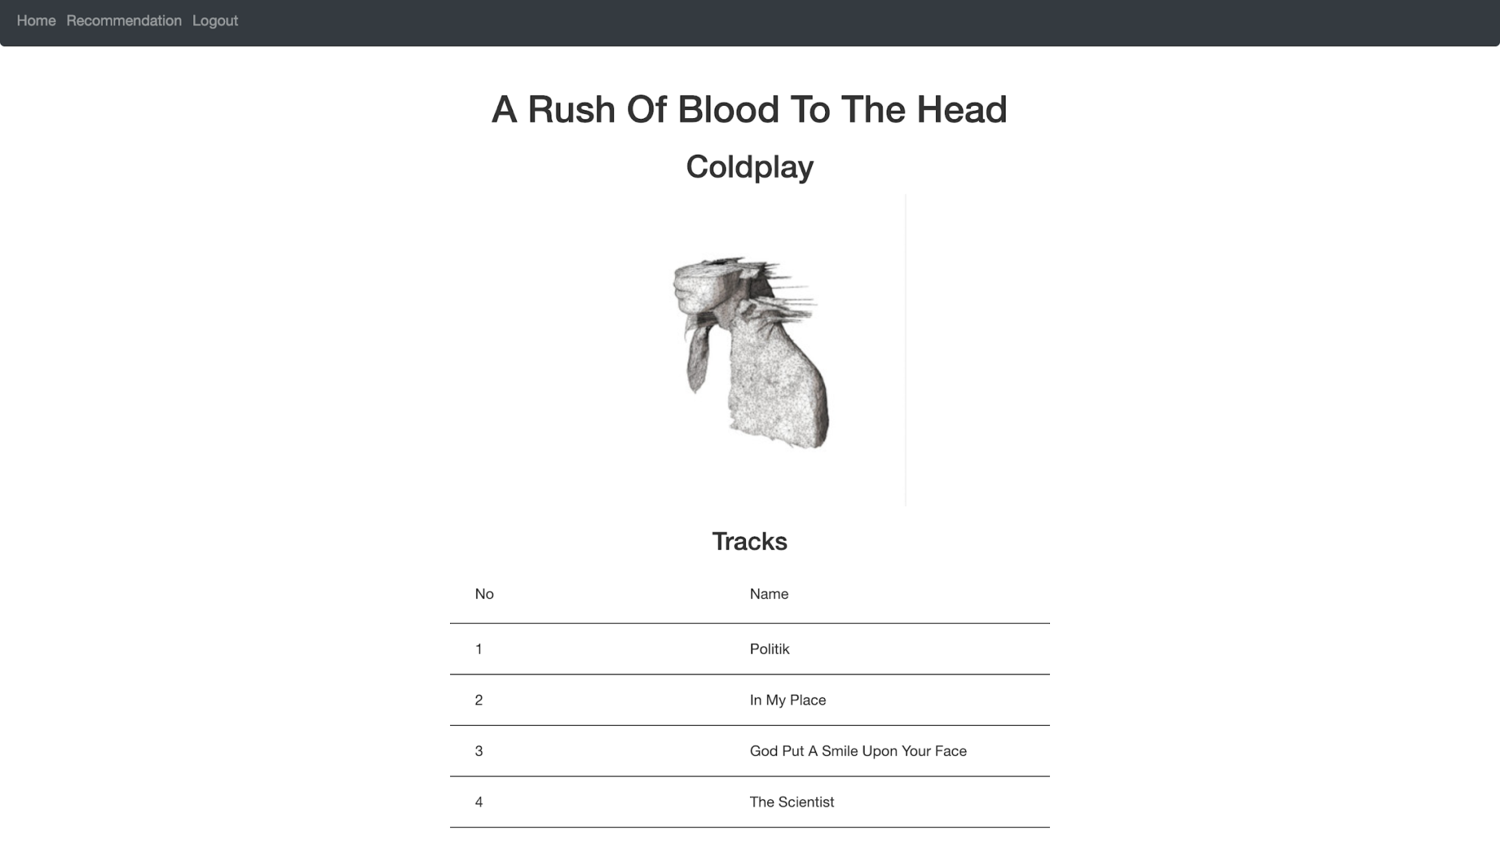 Home Recommendation Logout
A Rush Of Blood To The Head
Coldplay
Tracks
No Name
1 Politik
2 In My Place
3 God Put A Smile Upon Your Face
4 The Scientist